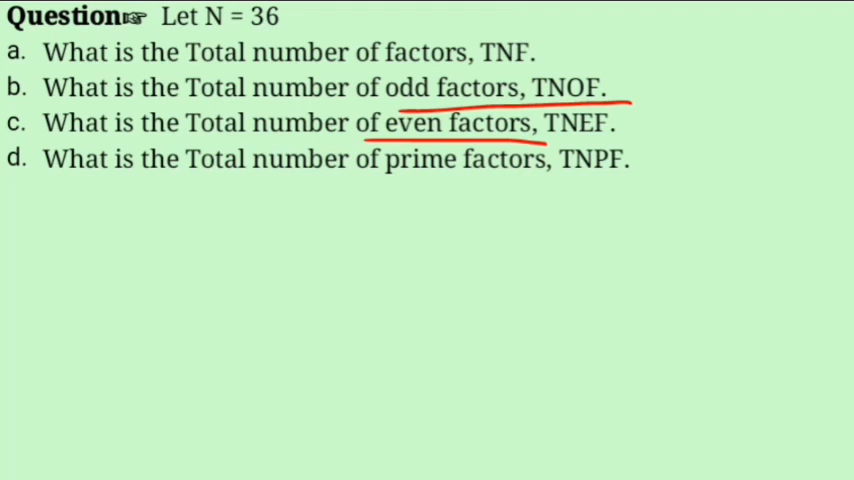 Question☞ Let N = 36
a. What is the Total number of factors, TNF.
b. What is the Total number of odd factors, TNOF.
c. What is the Total number of even factors, TNEF.
d. What is the Total number of prime factors, TNPF.